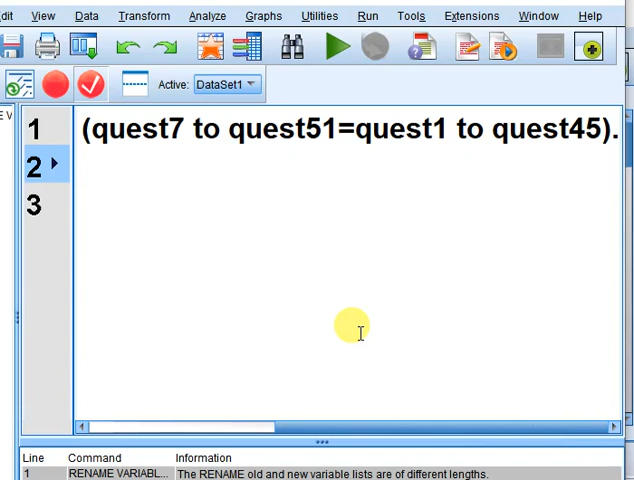 dit View Data Transform Analyze Graphs Utilities Run Tools Extensions Window Help
Active: DataSet1
1 (quest7 to quest51=quest1 to quest45).
2
3
Line Command Information
1 RENAME VARIABL... The RENAME old and new variable lists are of different lengths.